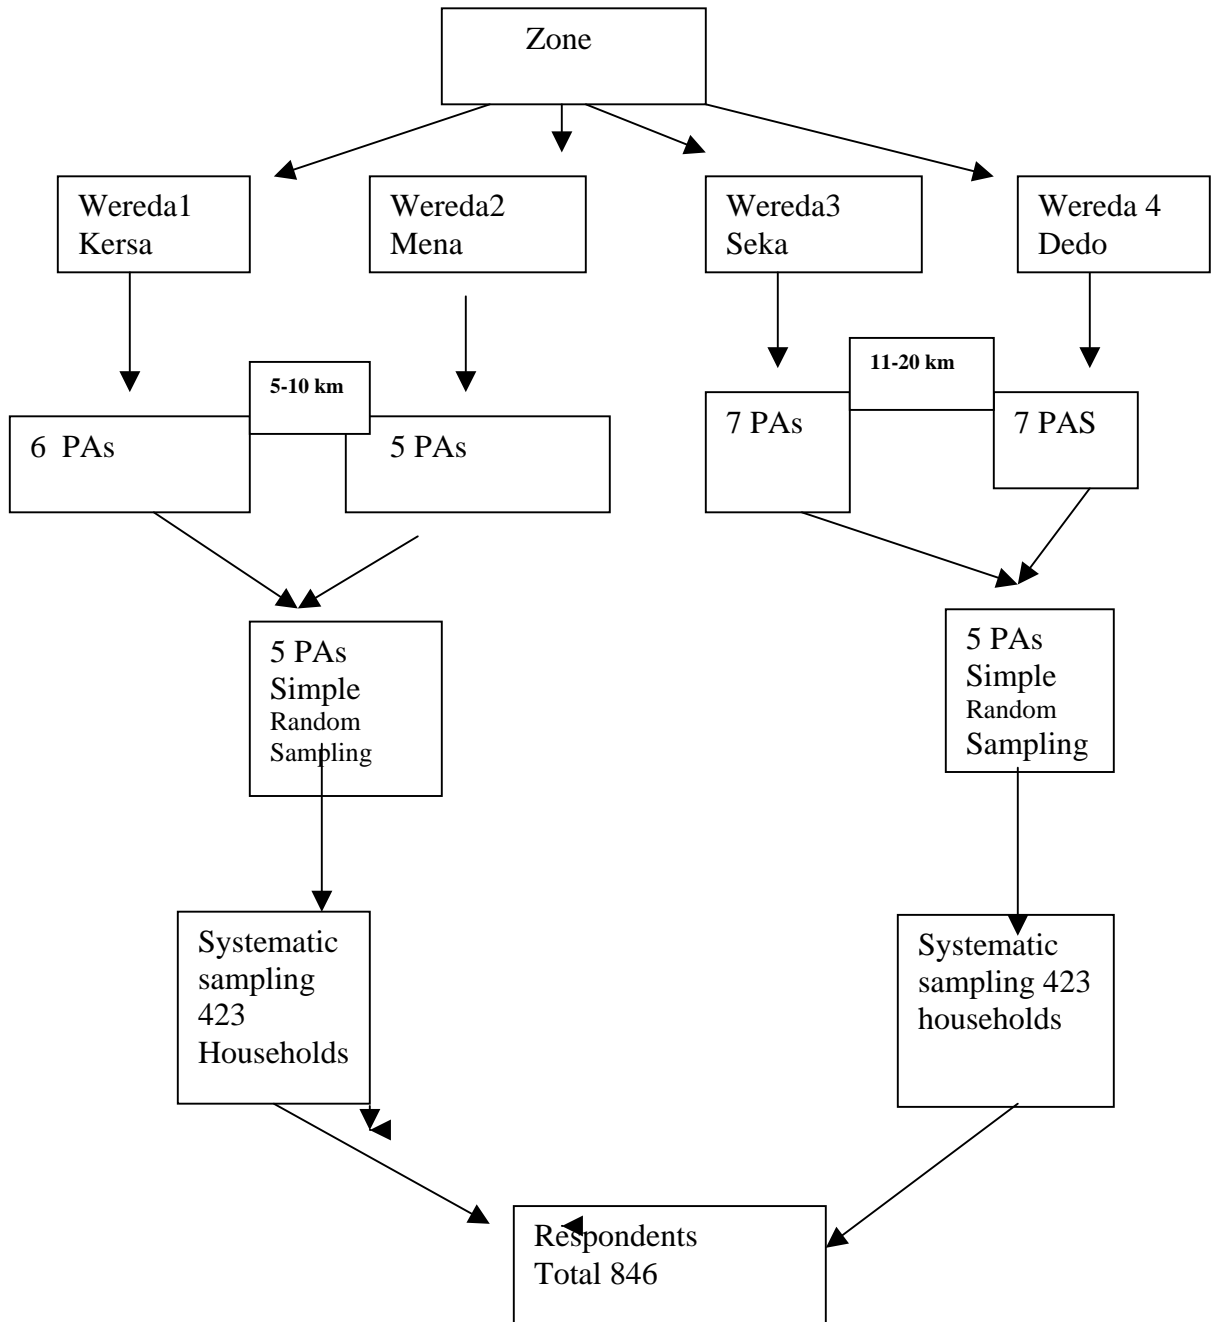 Zone
Wereda1
Kersa
Wereda2
Mena
Wereda3
Seka
Wereda 4
Dedo
5-10 km
11-20 km
6 PAs
5 PAs
7 PAs
7 PAS
5 PAs
Simple
Random
Sampling
5 PAs
Simple
Random
Sampling
Systematic
sampling
423
Households
Systematic
sampling 423
households
Respondents
Total 846